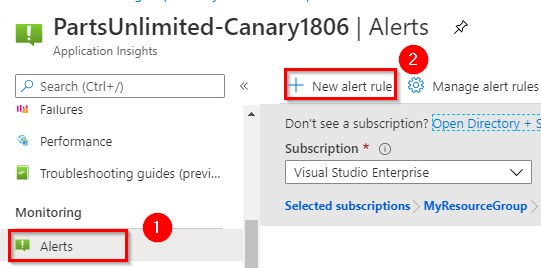 PartsUnlimited-Canary1806 | Alerts
Application Insights
2
Search (Ctrl+/)
«
New alert rule
Manage alert rules
Failures
Don't see a subscription? Open Directory + S
Performance
Subscription *
Troubleshooting guides (previ...
Visual Studio Enterprise
Monitoring
1
Selected subscriptions > MyResourceGroup >
Alerts